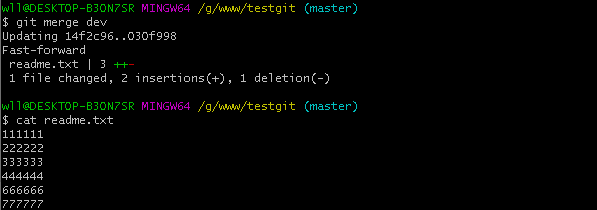 wll@DESKTOP-B3ON7SR MINGW64 /g/www/testgit (master)
$ git merge dev
Updating 14f2c96..030f998
Fast-forward
 readme.txt | 3 ++-
 1 file changed, 2 insertions(+), 1 deletion(-)
wll@DESKTOP-B3ON7SR MINGW64 /g/www/testgit (master)
$ cat readme.txt
111111
222222
333333
444444
666666
777777